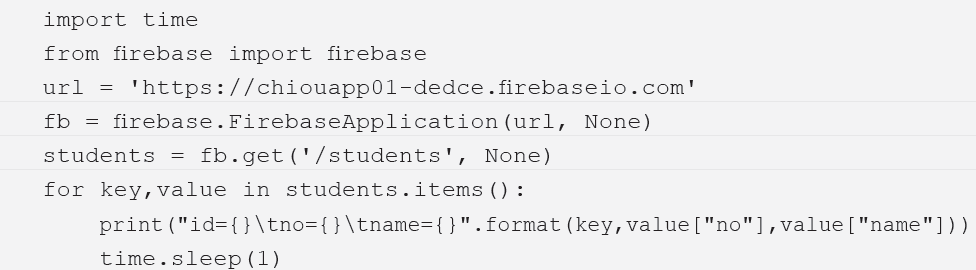 import time
from firebase import firebase
url = 'https://chiouapp01-dedce.firebaseio.com'
fb = firebase.FirebaseApplication(url, None)
students = fb.get('/students', None)
for key,value in students.items():
    print("id={}\tno={}\tname={}".format(key,value["no"],value["name"]))
    time.sleep(1)